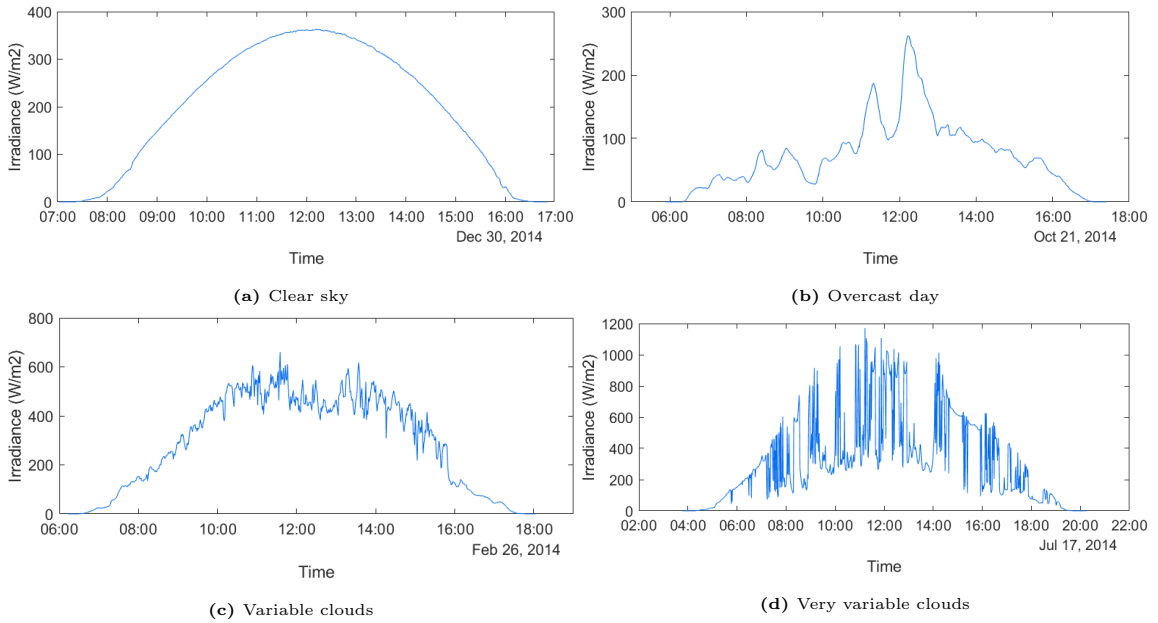 400
300
200
100
0
Irradiance (W/m2)
07:00 08:00 09:00 10:00 11:00 12:00 13:00 14:00 15:00 16:00 17:00
Dec 30, 2014
Time
(a) Clear sky
300
200
100
0
Irradiance (W/m2)
06:00 08:00 10:00 12:00 14:00 16:00 18:00
Oct 21, 2014
Time
(b) Overcast day
800
600
400
200
0
Irradiance (W/m2)
06:00 08:00 10:00 12:00 14:00 16:00 18:00
Feb 26, 2014
Time
(c) Variable clouds
1200
1000
800
600
400
200
0
Irradiance (W/m2)
02:00 04:00 06:00 08:00 10:00 12:00 14:00 16:00 18:00 20:00 22:00
Jul 17, 2014
Time
(d) Very variable clouds